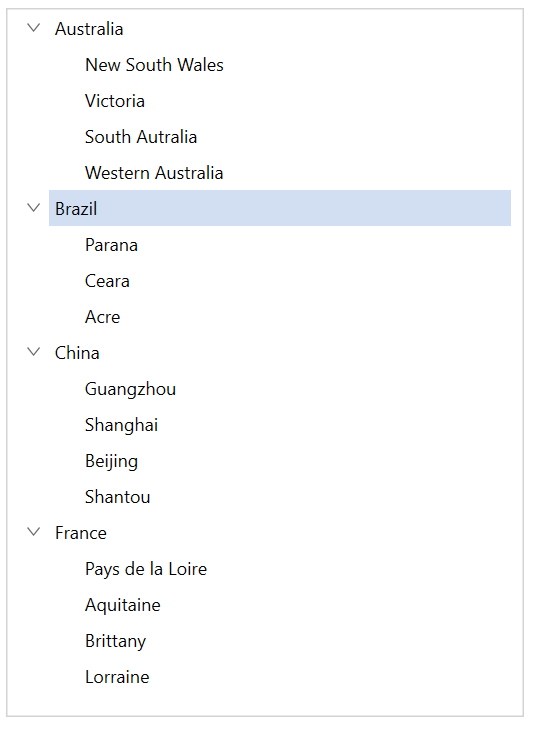 Australia
New South Wales
Victoria
South Autralia
Western Australia
Brazil
Parana
Ceara
Acre
China
Guangzhou
Shanghai
Beijing
Shantou
France
Pays de la Loire
Aquitaine
Brittany
Lorraine